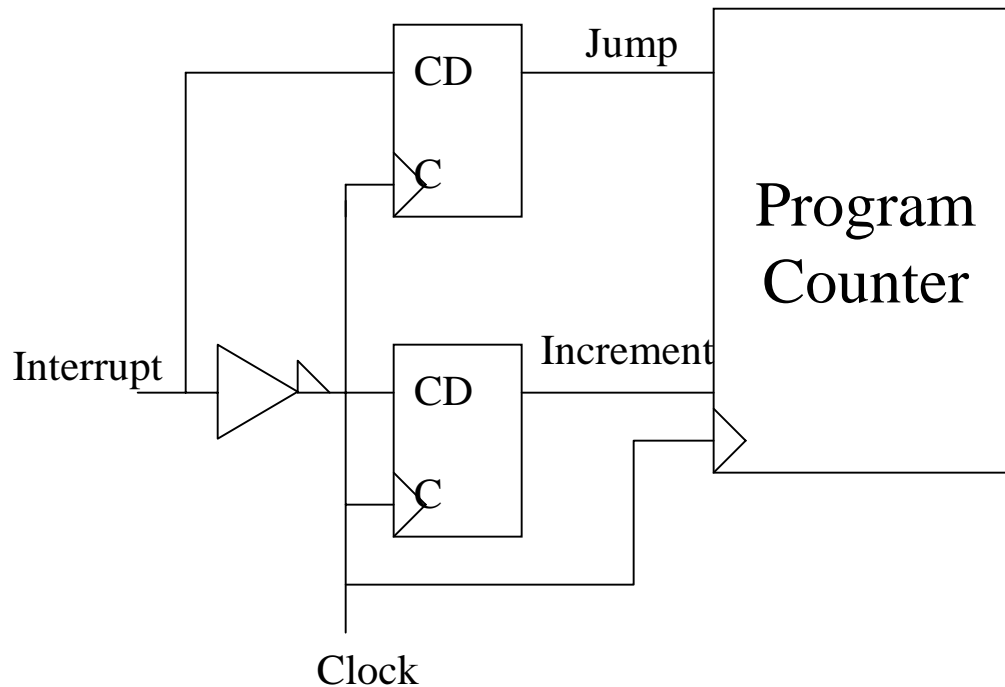 Jump
CD
C
Program
Counter
Interrupt
Increment
CD
C
Clock